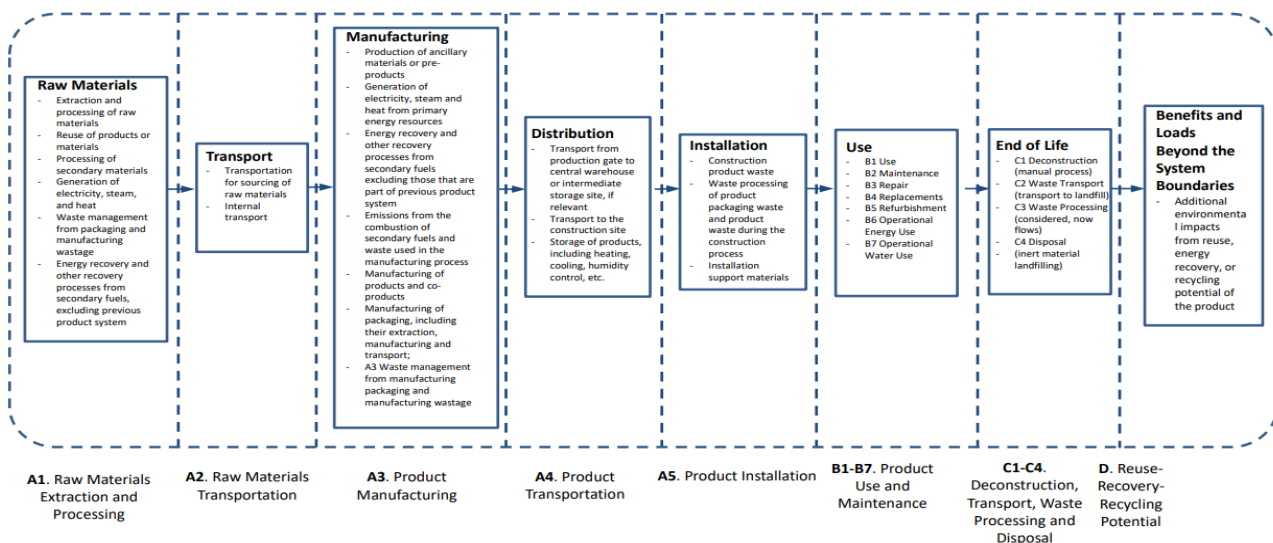 Raw Materials
- Extraction and
processing of raw
materials
- Reuse of products or
materials
- Processing of
secondary materials
- Generation of
electricity, steam,
and heat
- Waste management
from packaging and
manufacturing
wastage
- Energy recovery and
other recovery
processes from
secondary fuels,
excluding previous
product system
Transport
- Transportation
for sourcing of
raw materials
- Internal
transport
Manufacturing
- Production of ancillary
materials or pre-
products
- Generation of
electricity, steam and
heat from primary
energy resources
- Energy recovery and
other recovery
processes from
secondary fuels
excluding those that are
part of previous product
system
- Emissions from the
combustion of
secondary fuels and
waste used in the
manufacturing process
- Manufacturing of
products and co-
products
- Manufacturing of
packaging, including
their extraction,
manufacturing and
transport;
- A3 Waste management
from manufacturing
packaging and
manufacturing wastage
Distribution
- Transport from
production gate to
central warehouse
or intermediate
storage site, if
relevant
- Transport to the
construction site
- Storage of products,
including heating,
cooling, humidity
control, etc.
Installation
- Construction
product waste
- Waste processing
of product
packaging waste
and product
waste during the
construction
process
- Installation
support materials
Use
- B1 Use
- B2 Maintenance
- B3 Repair
- B4 Replacements
- B5 Refurbishment
- B6 Operational
Energy Use
- B7 Operational
Water Use
End of Life
- C1 Deconstruction
(manual process)
- C2 Waste Transport
(transport to landfill)
- C3 Waste Processing
(considered, now
flows)
- C4 Disposal
- (inert material
landfilling)
Benefits and
Loads
Beyond the
System
Boundaries
- Additional
environmenta
l impacts
from reuse,
energy
recovery, or
recycling
potential of
the product
A1. Raw Materials
Extraction and
Processing
A2. Raw Materials
Transportation
A3. Product
Manufacturing
A4. Product
Transportation
A5. Product Installation
B1-B7. Product
Use and
Maintenance
C1-C4.
Deconstruction,
Transport, Waste
Processing and
Disposal
D. Reuse-
Recovery-
Recycling
Potential